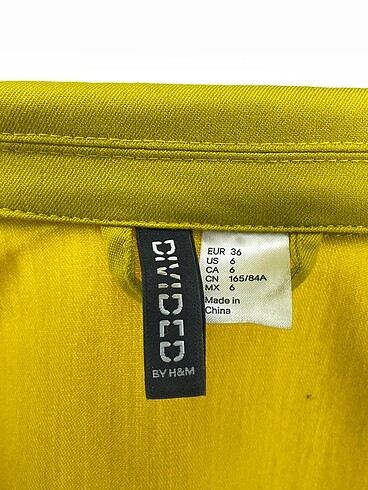 DIVIDED
BY H&M
EUR 36
US 6
CA 6
CN 165/84A
MX 6
Made in
China